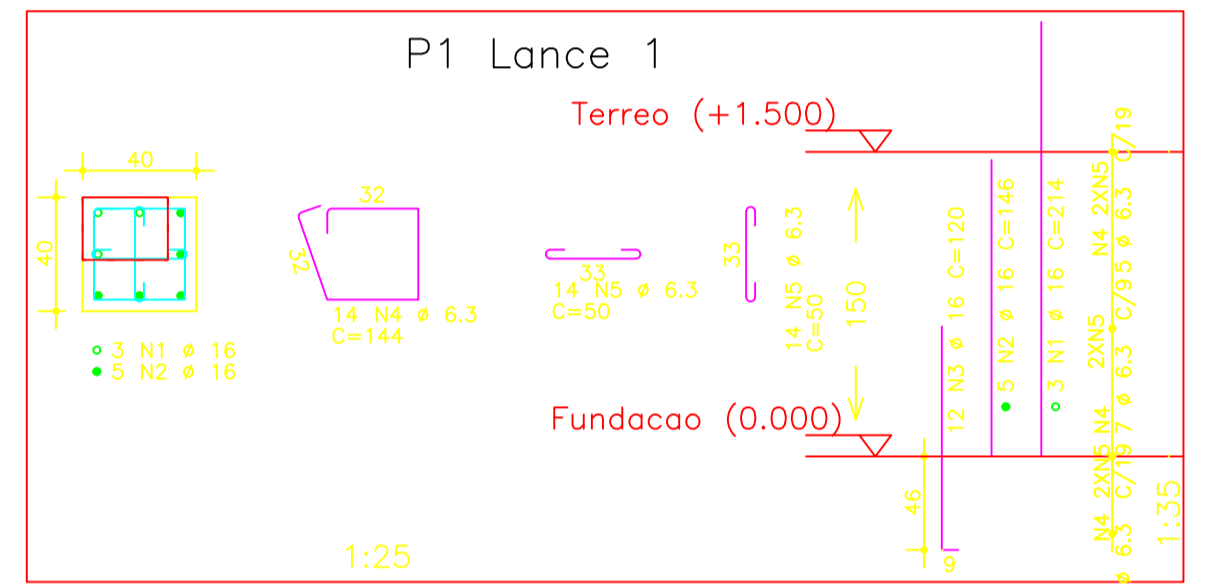 P1 Lance 1
Terreo (+1.500)
40
40
3 N1 ø 16
5 N2 ø 16
32
32
14 N4 ø 6.3
C=144
33
14 N5 ø 6.3
C=50
33
14 N5 ø 6.3
C=50
150
Fundacao (0.000)
12 N3 ø 16 C=120
5 N2 ø 16 C=146
3 N1 ø 16 C=214
N4 2XN5 C/19
5 ø 6.3
2XN5
C/9
N4
7 ø 6.3
N4 2XN5
C/19
ø 6.3
46
9
1:25
1:35